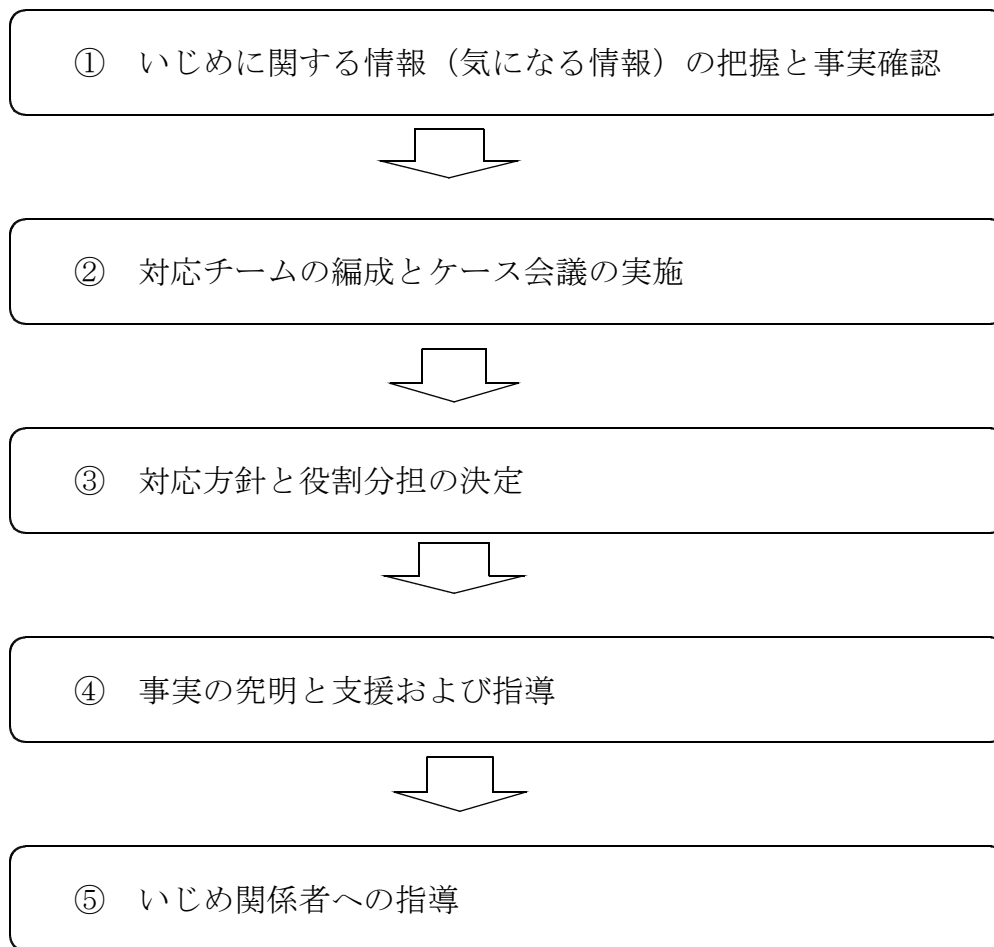 ① いじめに関する情報（気になる情報）の把握と事実確認
② 対応チームの編成とケース会議の実施
③ 対応方針と役割分担の決定
④ 事実の究明と支援および指導
⑤ いじめ関係者への指導